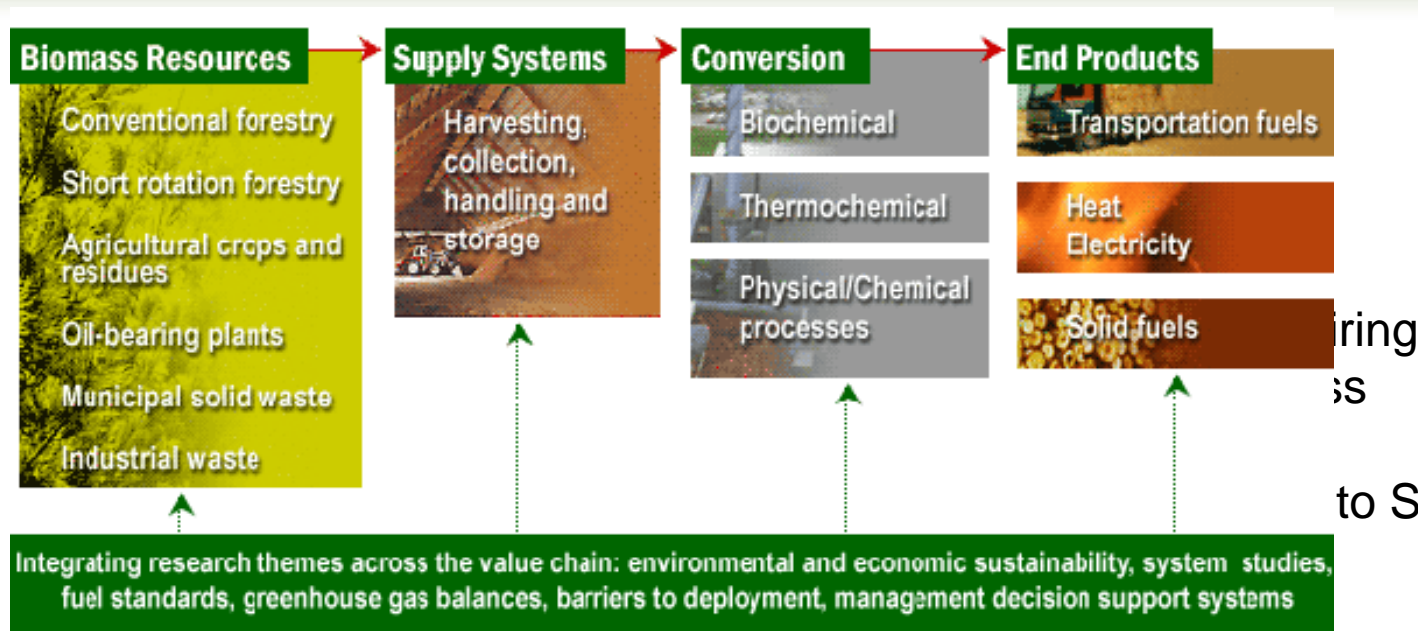 Biomass Resources
Conventional forestry
Short rotation forestry
Agricultural crops and
residues
Oil-bearing plants
Municipal solid waste
Industrial waste
Supply Systems
Harvesting,
collection,
handling and
storage
Conversion
Biochemical
Thermochemical
Physical/Chemical
processes
End Products
Transportation fuels
Heat
Electricity
Solid fuels
iring
ss
to S
Integrating research themes across the value chain: environmental and economic sustainability, system studies,
fuel standards, greenhouse gas balances, barriers to deployment, management decision support systems